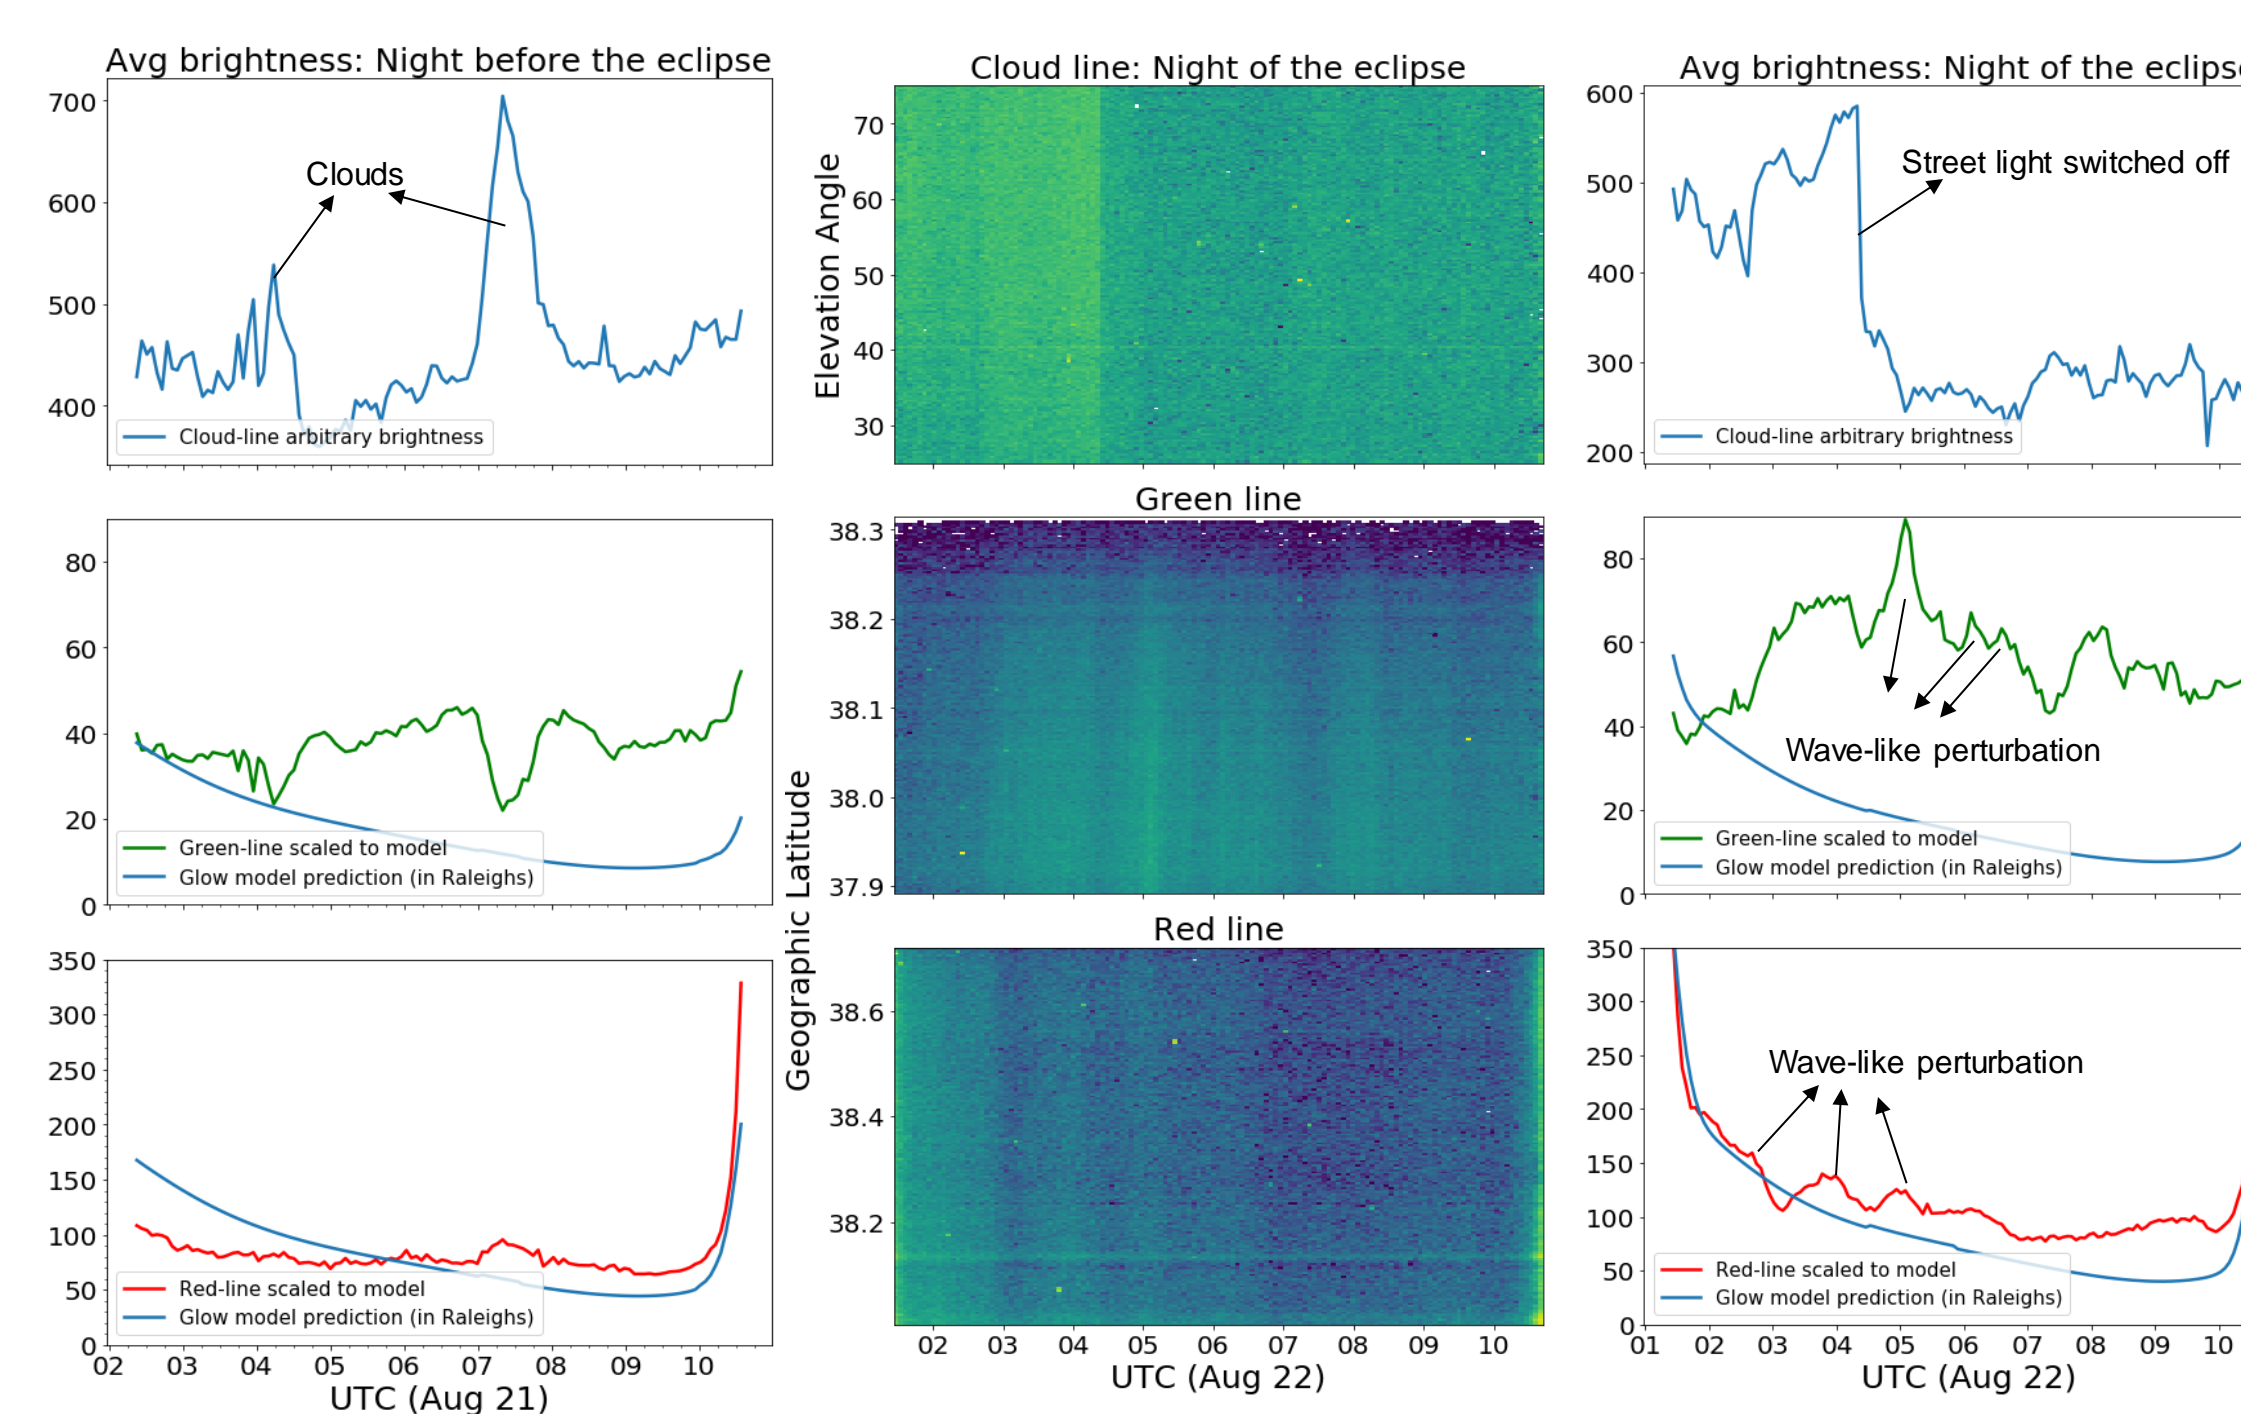 Avg brightness: Night before the eclipse
700
600
500
400
Clouds
Cloud-line arbitrary brightness
80
60
40
20
0
Green-line scaled to model
Glow model prediction (in Raleighs)
350
300
250
200
150
100
50
0
Red-line scaled to model
Glow model prediction (in Raleighs)
02 03 04 05 06 07 08 09 10
UTC (Aug 21)
Cloud line: Night of the eclipse
Elevation Angle
70
60
50
40
30
Green line
Geographic Latitude
38.3
38.2
38.1
38.0
37.9
Red line
38.6
38.4
38.2
02 03 04 05 06 07 08 09 10
UTC (Aug 22)
Avg brightness: Night of the eclips
600
500
400
300
200
Street light switched off
Cloud-line arbitrary brightness
80
60
40
20
0
Wave-like perturbation
Green-line scaled to model
Glow model prediction (in Raleighs)
350
300
250
200
150
100
50
0
Wave-like perturbation
Red-line scaled to model
Glow model prediction (in Raleighs)
01 02 03 04 05 06 07 08 09 10
UTC (Aug 22)